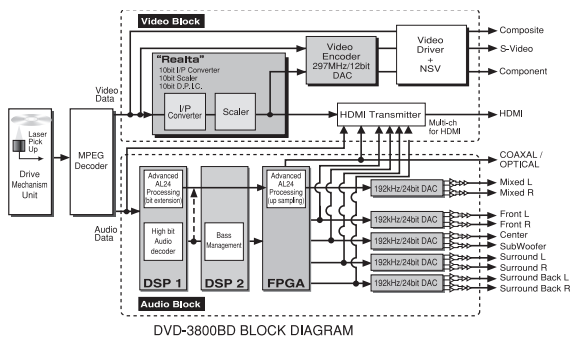 Video Block
"Realta"
10bit I/P Converter
10bit Scaler
10bit D.P.I.C.
I/P
Converter
Scaler
Video
Encoder
297MHz/12bit
DAC
Video
Driver
+
NSV
Composite
S-Video
Component
Video
Data
HDMI Transmitter
Multi-ch
for HDMI
HDMI
Laser
Pick
Up
Drive
Mechanism
Unit
MPEG
Decoder
Audio
Data
COAXAL /
OPTICAL
Advanced
AL24
Processing
(bit extension)
High bit
Audio
decoder
DSP 1
Bass
Management
DSP 2
Advanced
AL24
Processing
(up sampling)
FPGA
192kHz/24bit DAC
192kHz/24bit DAC
192kHz/24bit DAC
192kHz/24bit DAC
192kHz/24bit DAC
Mixed L
Mixed R
Front L
Front R
Center
SubWoofer
Surround L
Surround R
Surround Back L
Surround Back R
Audio Block
DVD-3800BD BLOCK DIAGRAM